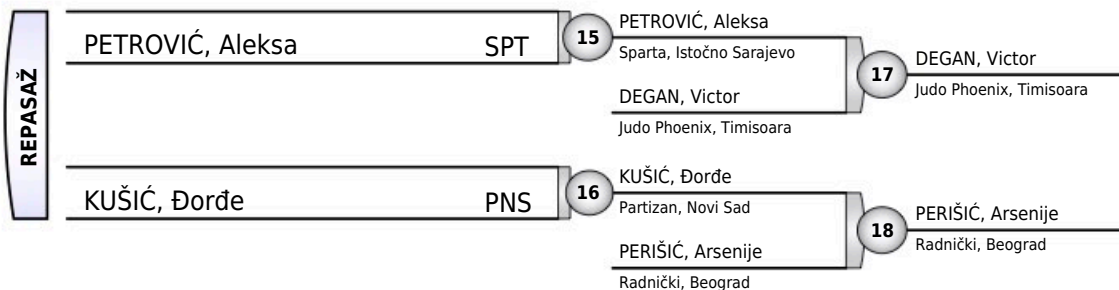 REPASAŽ
PETROVIĆ, Aleksa SPT
15
PETROVIĆ, Aleksa
Sparta, Istočno Sarajevo
DEGAN, Victor
Judo Phoenix, Timisoara
17
DEGAN, Victor
Judo Phoenix, Timisoara
KUŠIĆ, Đorđe PNS
16
KUŠIĆ, Đorđe
Partizan, Novi Sad
PERIŠIĆ, Arsenije
Radnički, Beograd
18
PERIŠIĆ, Arsenije
Radnički, Beograd